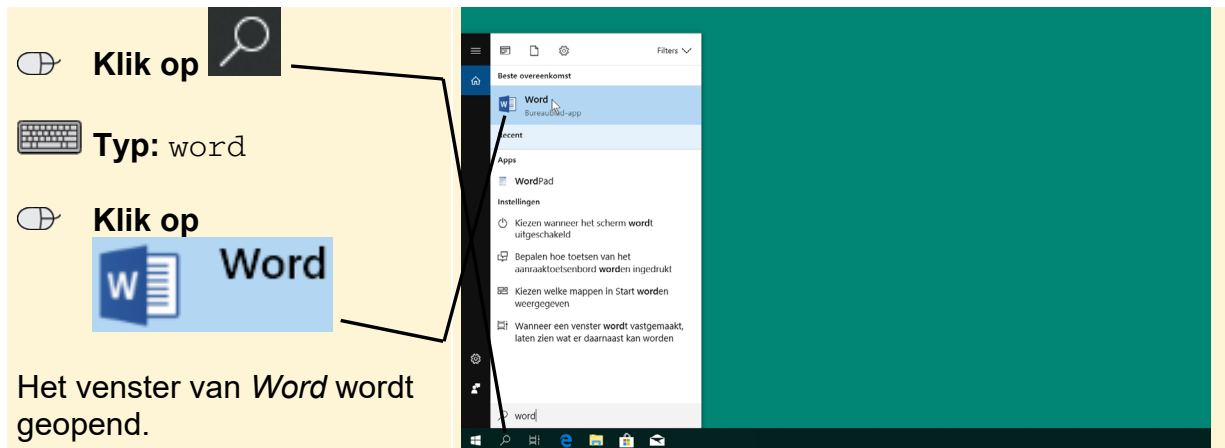 Klik op
Typ: word
Klik op
W Word
Het venster van Word wordt
geopend.
Filters
Beste overeenkomst
W Word
Bureaublad-app
Recent
Apps
WordPad
Instellingen
Kiezen wanneer het scherm wordt
uitgeschakeld
Bepalen hoe toetsen van het
aanraaktoetsenbord worden ingedrukt
Kiezen welke mappen in Start worden
weergegeven
Wanneer een venster wordt vastgemaakt,
laten zien wat er daarnaast kan worden
word